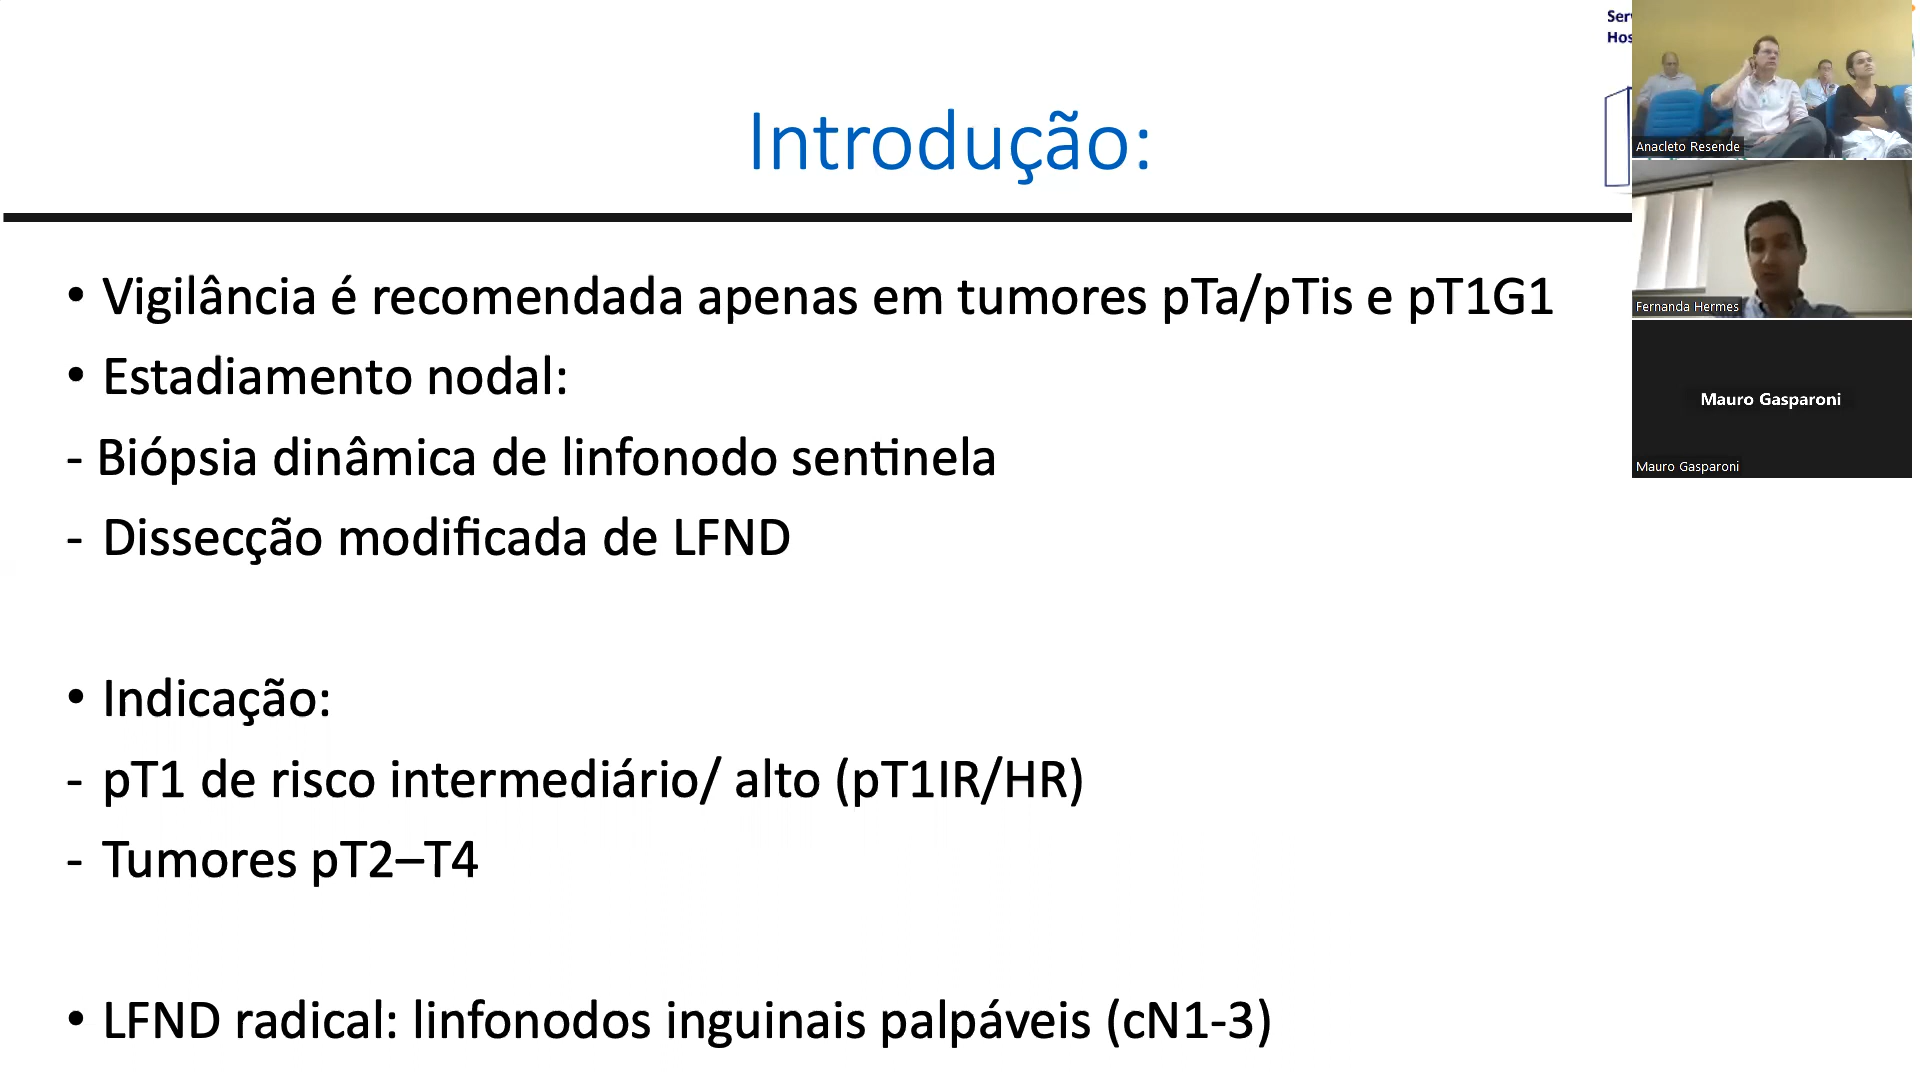 Introdução:
• Vigilância é recomendada apenas em tumores pTa/pTis e pT1G1
• Estadiamento nodal:
- Biópsia dinâmica de linfonodo sentinela
- Dissecção modificada de LFND
• Indicação:
- pT1 de risco intermediário/ alto (pT1IR/HR)
- Tumores pT2–T4
• LFND radical: linfonodos inguinais palpáveis (cN1-3)
Anacleto Resende
Fernanda Hermes
Mauro Gasparoni
Mauro Gasparoni